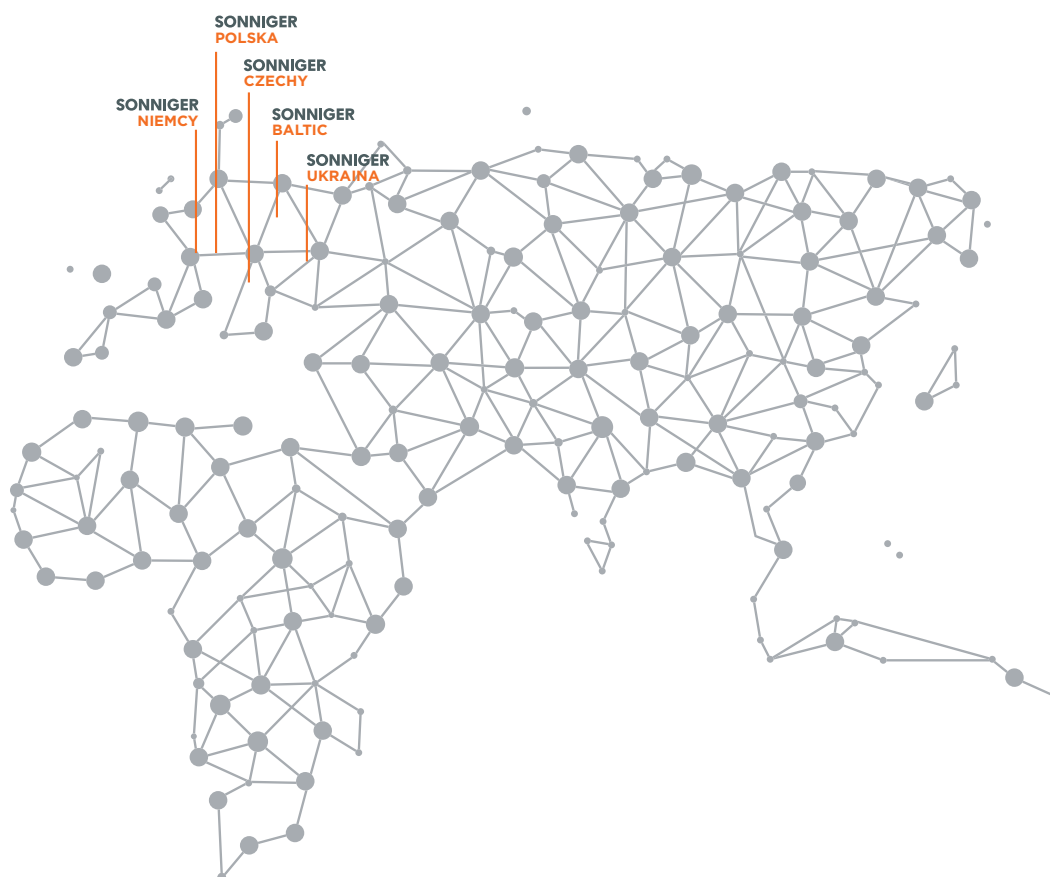 SONNIGER
POLSKA
SONNIGER
CZECHY
SONNIGER
NIEMCY
SONNIGER
BALTIC
SONNIGER
UKRAINA